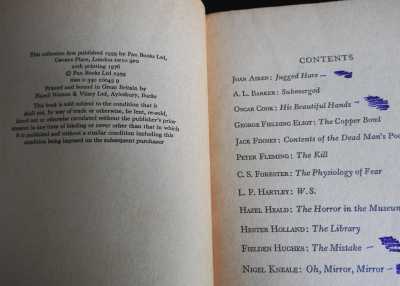 This collection first published 1959 by Pan Books Ltd,
Cavaye Place, London SW10 9PG
20th printing 1976
© Pan Books Ltd 1959
ISBN 0 330 10045 9
Printed and bound in Great Britain by
Hazell Watson & Viney Ltd, Aylesbury, Bucks
This book is sold subject to the condition that it
shall not, by way of trade or otherwise, be lent, re-sold,
hired out or otherwise circulated without the publisher's prior
consent in any form of binding or cover other than that in which
it is published and without a similar condition including this
condition being imposed on the subsequent purchaser
CONTENTS
JOAN AIKEN: Jugged Hare
A. L. BARKER: Submerged
OSCAR COOK: His Beautiful Hands
GEORGE FIELDING ELIOT: The Copper Bowl
JACK FINNEY: Contents of the Dead Man's Poc
PETER FLEMING: The Kill
C. S. FORESTER: The Physiology of Fear
L. P. HARTLEY: W.S.
HAZEL HEALD: The Horror in the Museum
HESTER HOLLAND: The Library
FIELDEN HUGHES: The Mistake
NIGEL KNEALE: Oh, Mirror, Mirror